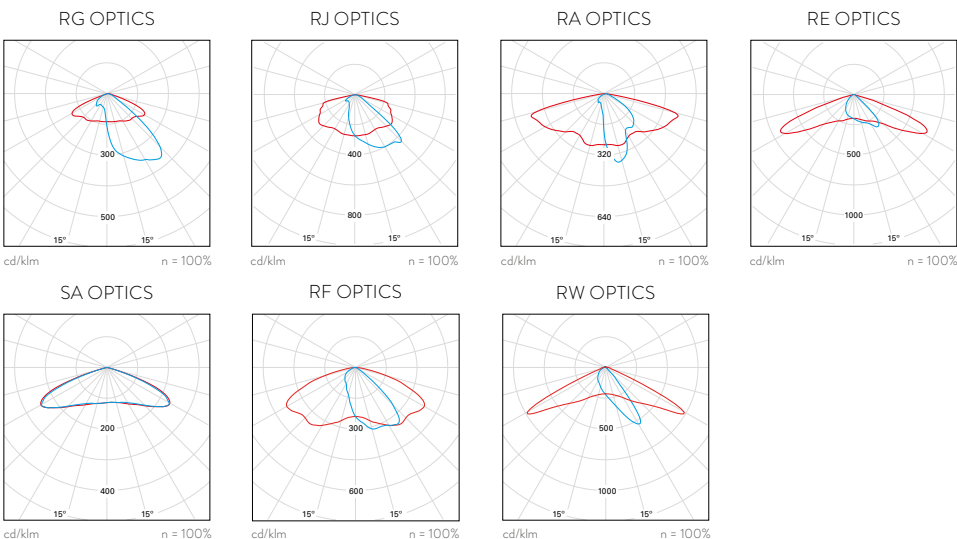 RG OPTICS
RJ OPTICS
RA OPTICS
RE OPTICS
300
400
320
500
500
800
640
1000
15° 15°
15° 15°
15° 15°
15° 15°
cd/klm n = 100%
cd/klm n = 100%
cd/klm n = 100%
cd/klm n = 100%
SA OPTICS
RF OPTICS
RW OPTICS
200
300
500
400
600
1000
15° 15°
15° 15°
15° 15°
cd/klm n = 100%
cd/klm n = 100%
cd/klm n = 100%